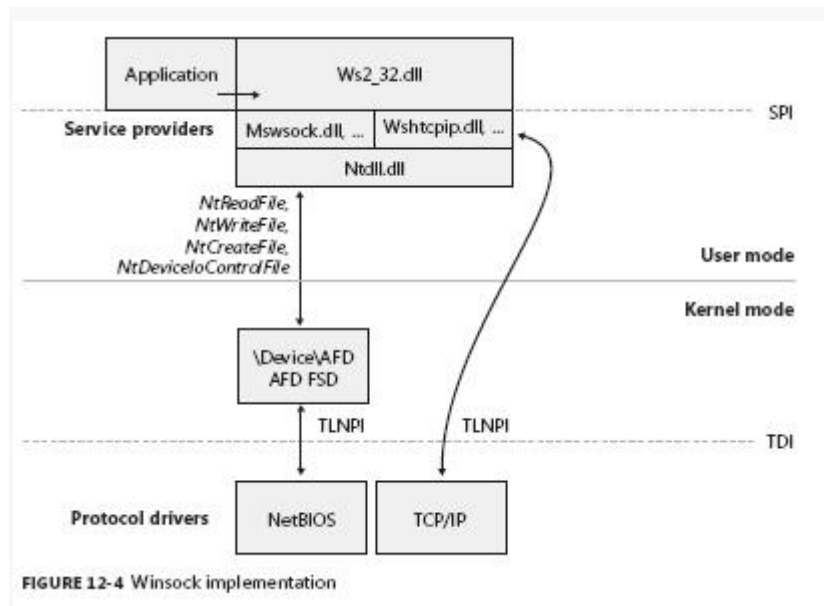 Application
Ws2_32.dll
SPI
Service providers
Mswsock.dll, ...
Wshtcpip.dll, ...
Ntdll.dll
NtReadFile,
NtWriteFile,
NtCreateFile,
NtDeviceIoControlFile
User mode
Kernel mode
\Device\AFD
AFD FSD
TLNPI
TLNPI
TDI
Protocol drivers
NetBIOS
TCP/IP
FIGURE 12-4 Winsock implementation